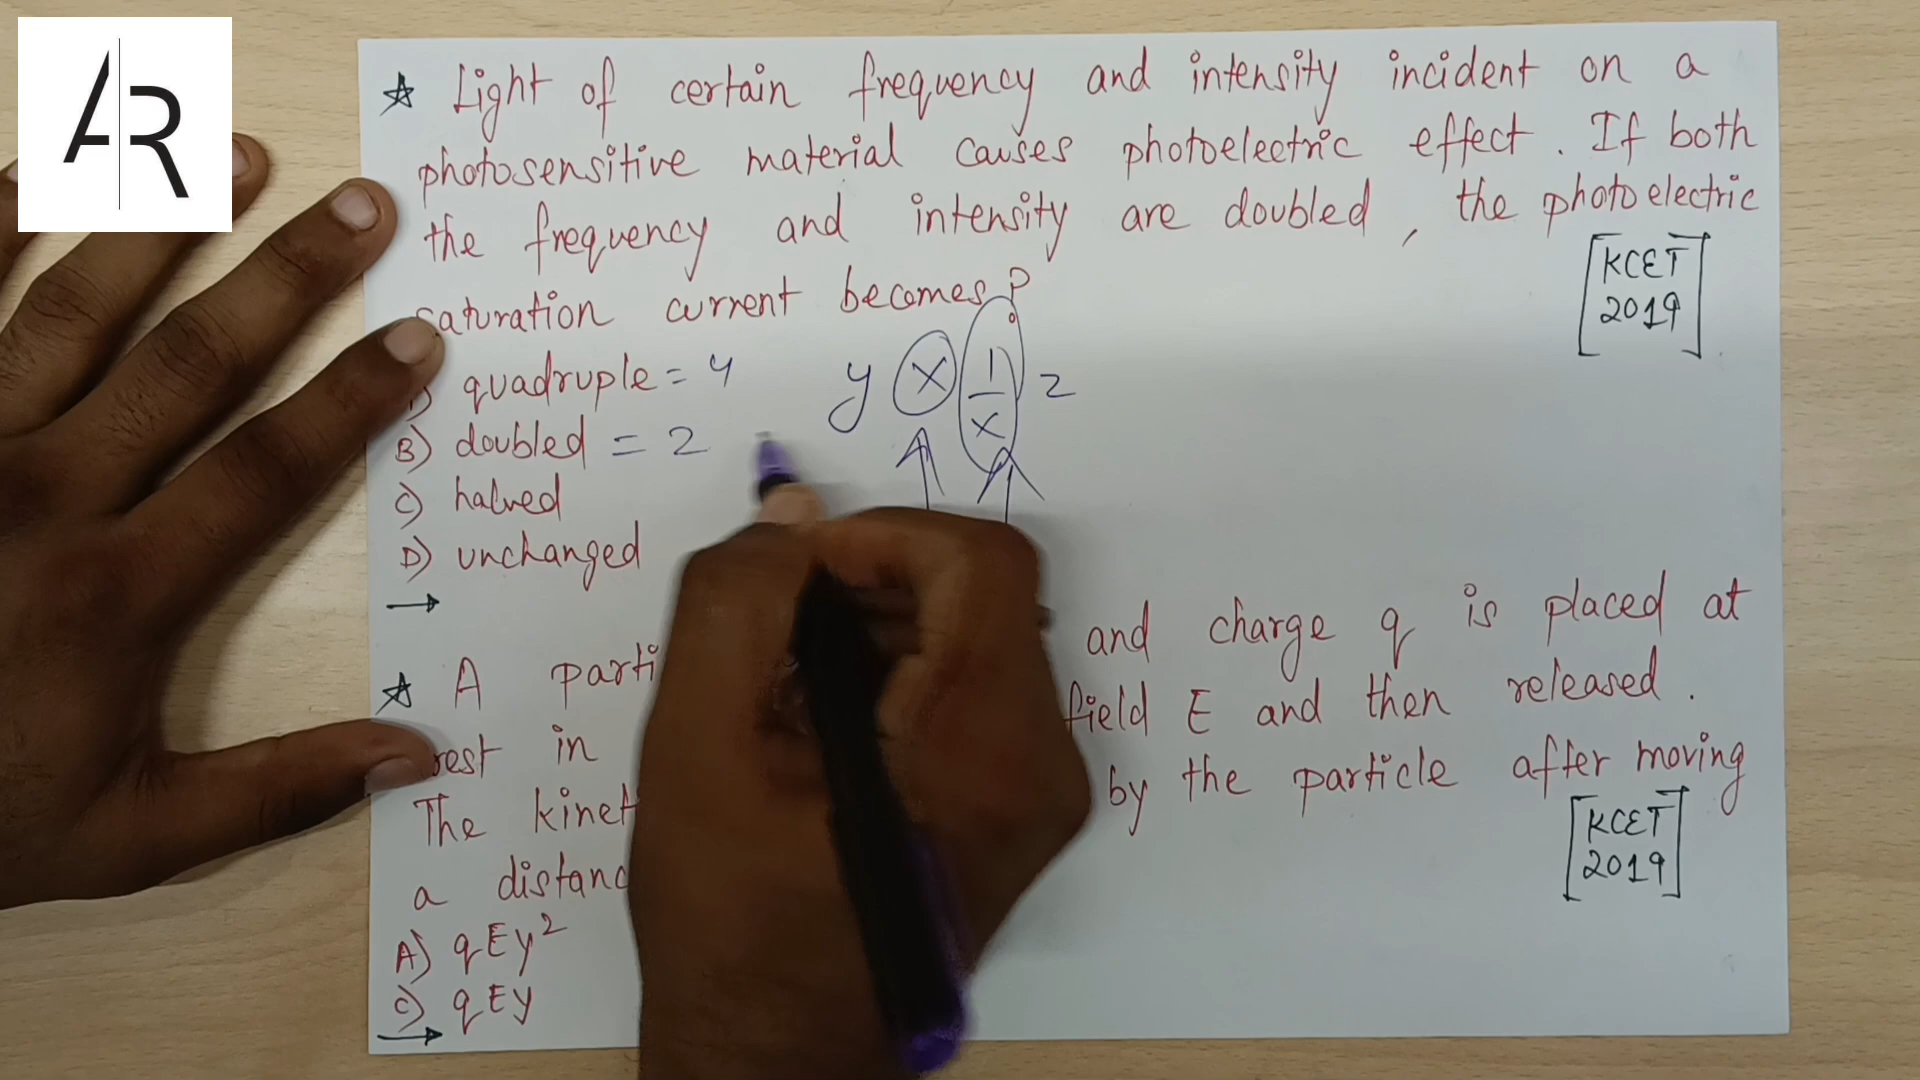 AR
☆ Light of certain frequency and intensity incident on a
photosensitive material causes photoelectric effect. If both
the frequency and intensity are doubled, the photoelectric
saturation current becomes?
[KCET
2019]
quadruple = 4
y x 1/x z
B) doubled = 2
C) halved
D) unchanged
→
☆ A parti and charge q is placed at
rest in field E and then released.
The kinet by the particle after moving
a distanc
[KCET
2019]
A) qEy²
C) qEy
→